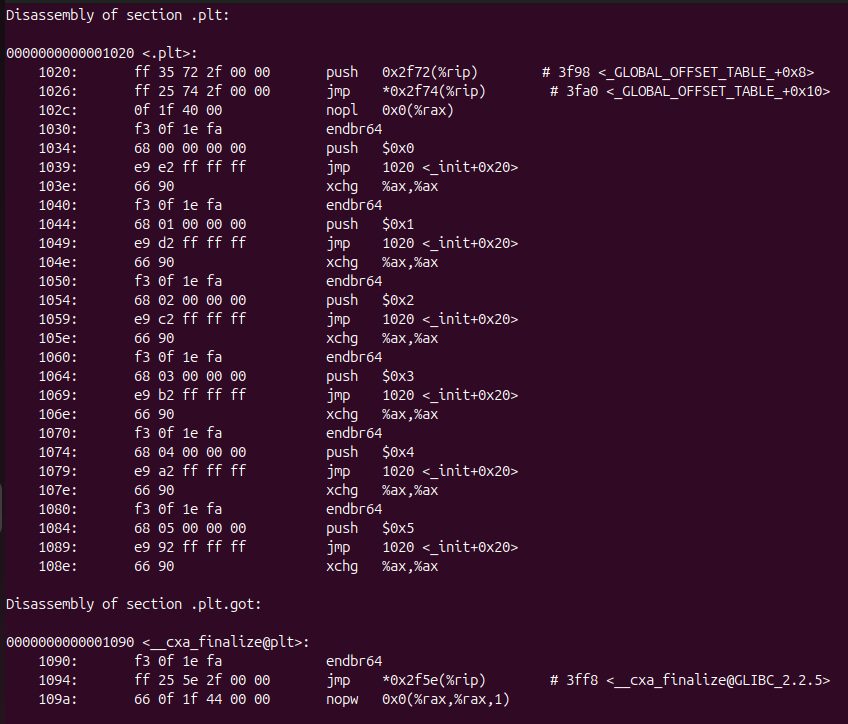 Disassembly of section .plt:
0000000000001020 <.plt>:
1020: ff 35 72 2f 00 00 push 0x2f72(%rip) # 3f98 <_GLOBAL_OFFSET_TABLE_+0x8>
1026: ff 25 74 2f 00 00 jmp *0x2f74(%rip) # 3fa0 <_GLOBAL_OFFSET_TABLE_+0x10>
102c: 0f 1f 40 00 nopl 0x0(%rax)
1030: f3 0f 1e fa endbr64
1034: 68 00 00 00 00 push $0x0
1039: e9 e2 ff ff ff jmp 1020 <_init+0x20>
103e: 66 90 xchg %ax,%ax
1040: f3 0f 1e fa endbr64
1044: 68 01 00 00 00 push $0x1
1049: e9 d2 ff ff ff jmp 1020 <_init+0x20>
104e: 66 90 xchg %ax,%ax
1050: f3 0f 1e fa endbr64
1054: 68 02 00 00 00 push $0x2
1059: e9 c2 ff ff ff jmp 1020 <_init+0x20>
105e: 66 90 xchg %ax,%ax
1060: f3 0f 1e fa endbr64
1064: 68 03 00 00 00 push $0x3
1069: e9 b2 ff ff ff jmp 1020 <_init+0x20>
106e: 66 90 xchg %ax,%ax
1070: f3 0f 1e fa endbr64
1074: 68 04 00 00 00 push $0x4
1079: e9 a2 ff ff ff jmp 1020 <_init+0x20>
107e: 66 90 xchg %ax,%ax
1080: f3 0f 1e fa endbr64
1084: 68 05 00 00 00 push $0x5
1089: e9 92 ff ff ff jmp 1020 <_init+0x20>
108e: 66 90 xchg %ax,%ax
Disassembly of section .plt.got:
0000000000001090 <__cxa_finalize@plt>:
1090: f3 0f 1e fa endbr64
1094: ff 25 5e 2f 00 00 jmp *0x2f5e(%rip) # 3ff8 <__cxa_finalize@GLIBC_2.2.5>
109a: 66 0f 1f 44 00 00 nopw 0x0(%rax,%rax,1)